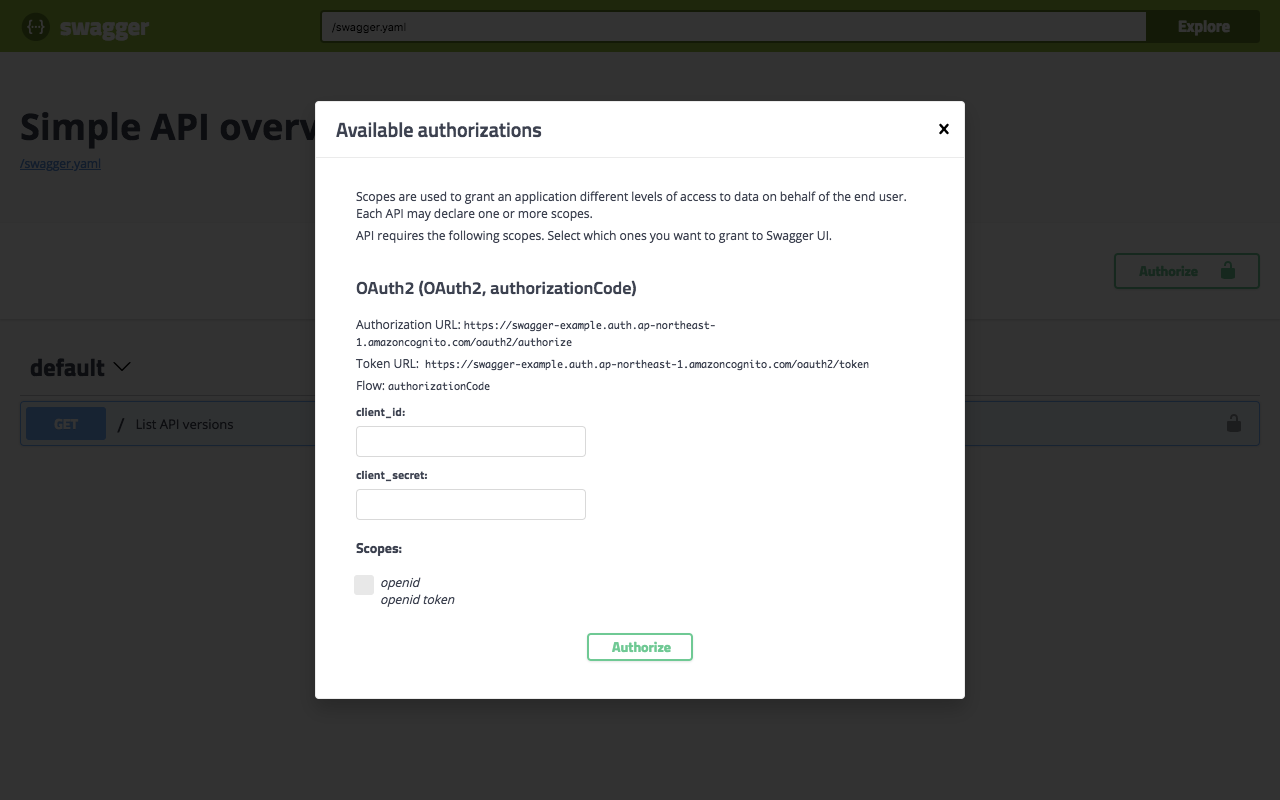 {···} swagger
/swagger.yaml
Explore
Simple API overv
/swagger.yaml
Authorize
default
GET / List API versions
Available authorizations
Scopes are used to grant an application different levels of access to data on behalf of the end user.
Each API may declare one or more scopes.
API requires the following scopes. Select which ones you want to grant to Swagger UI.
OAuth2 (OAuth2, authorizationCode)
Authorization URL: https://swagger-example.auth.ap-northeast-
1.amazoncognito.com/oauth2/authorize
Token URL: https://swagger-example.auth.ap-northeast-1.amazoncognito.com/oauth2/token
Flow: authorizationCode
client_id:
client_secret:
Scopes:
openid
openid token
Authorize